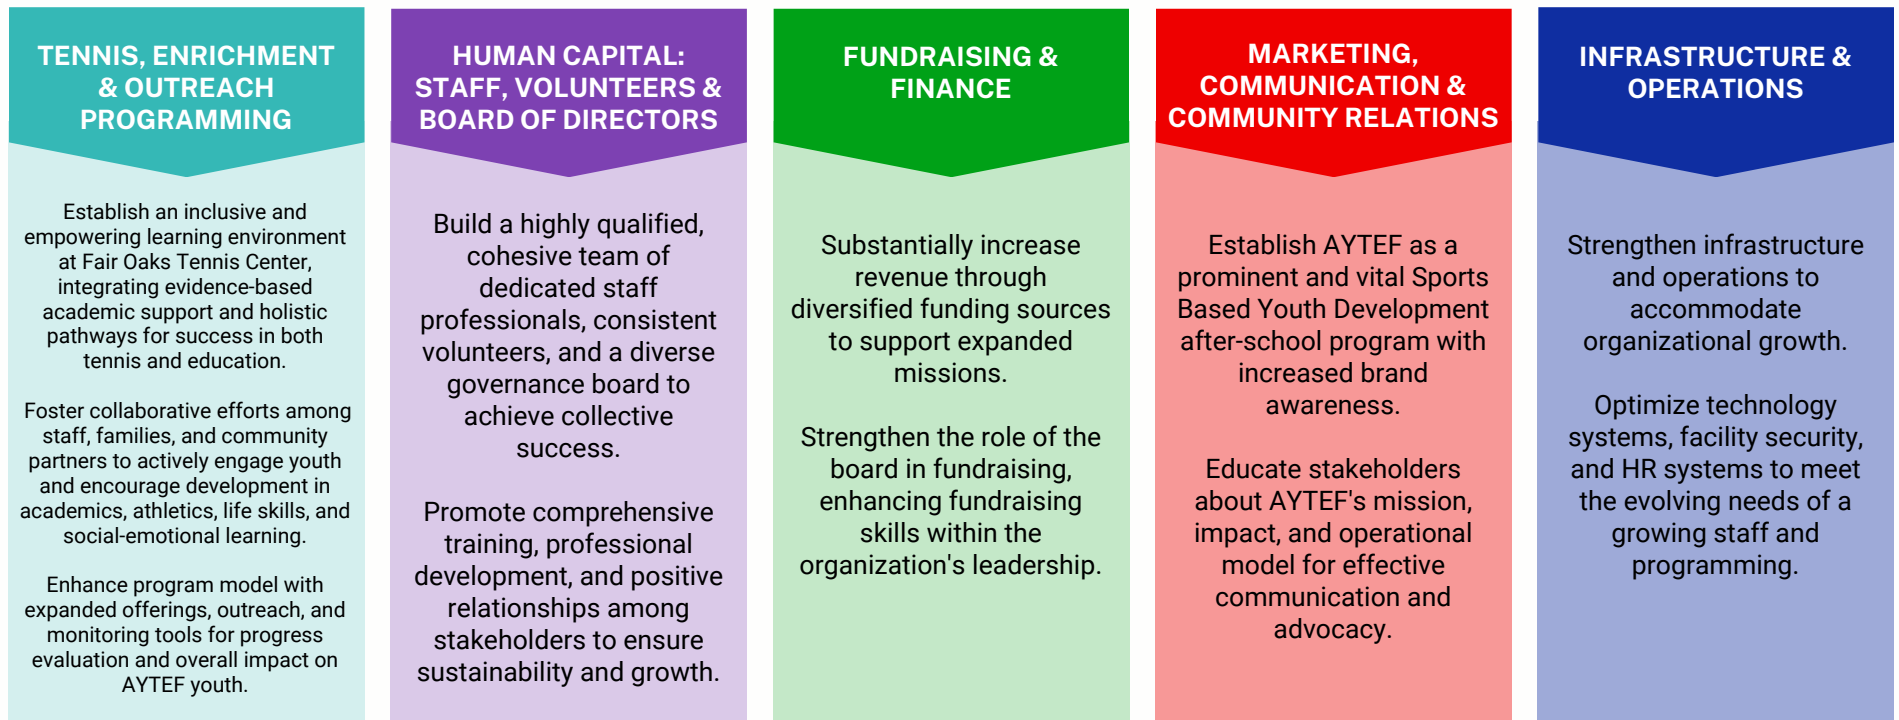 TENNIS, ENRICHMENT
& OUTREACH
PROGRAMMING
Establish an inclusive and
empowering learning environment
at Fair Oaks Tennis Center,
integrating evidence-based
academic support and holistic
pathways for success in both
tennis and education.
Foster collaborative efforts among
staff, families, and community
partners to actively engage youth
and encourage development in
academics, athletics, life skills, and
social-emotional learning.
Enhance program model with
expanded offerings, outreach, and
monitoring tools for progress
evaluation and overall impact on
AYTEF youth.
HUMAN CAPITAL:
STAFF, VOLUNTEERS &
BOARD OF DIRECTORS
Build a highly qualified,
cohesive team of
dedicated staff
professionals, consistent
volunteers, and a diverse
governance board to
achieve collective
success.
Promote comprehensive
training, professional
development, and positive
relationships among
stakeholders to ensure
sustainability and growth.
FUNDRAISING &
FINANCE
Substantially increase
revenue through
diversified funding sources
to support expanded
missions.
Strengthen the role of the
board in fundraising,
enhancing fundraising
skills within the
organization's leadership.
MARKETING,
COMMUNICATION &
COMMUNITY RELATIONS
Establish AYTEF as a
prominent and vital Sports
Based Youth Development
after-school program with
increased brand
awareness.
Educate stakeholders
about AYTEF's mission,
impact, and operational
model for effective
communication and
advocacy.
INFRASTRUCTURE &
OPERATIONS
Strengthen infrastructure
and operations to
accommodate
organizational growth.
Optimize technology
systems, facility security,
and HR systems to meet
the evolving needs of a
growing staff and
programming.